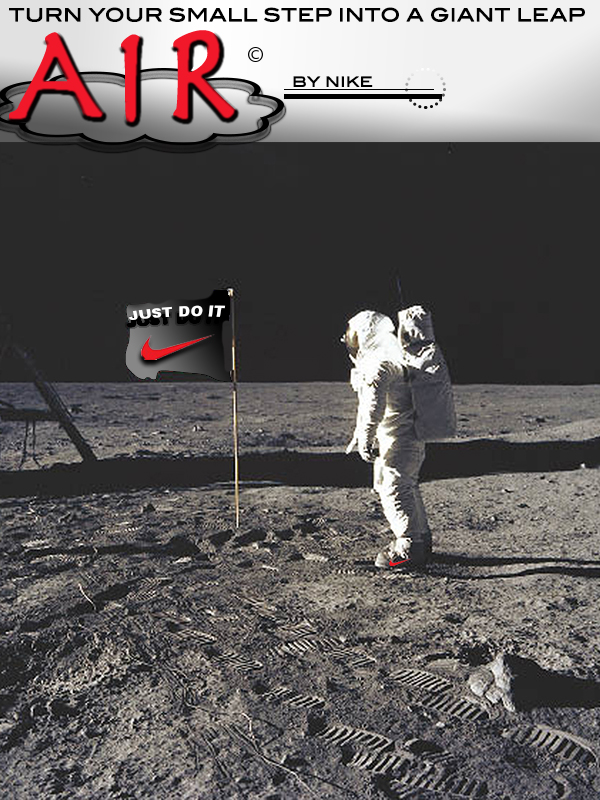 TURN YOUR SMALL STEP INTO A GIANT LEAP
AIR ©
BY NIKE
JUST DO IT